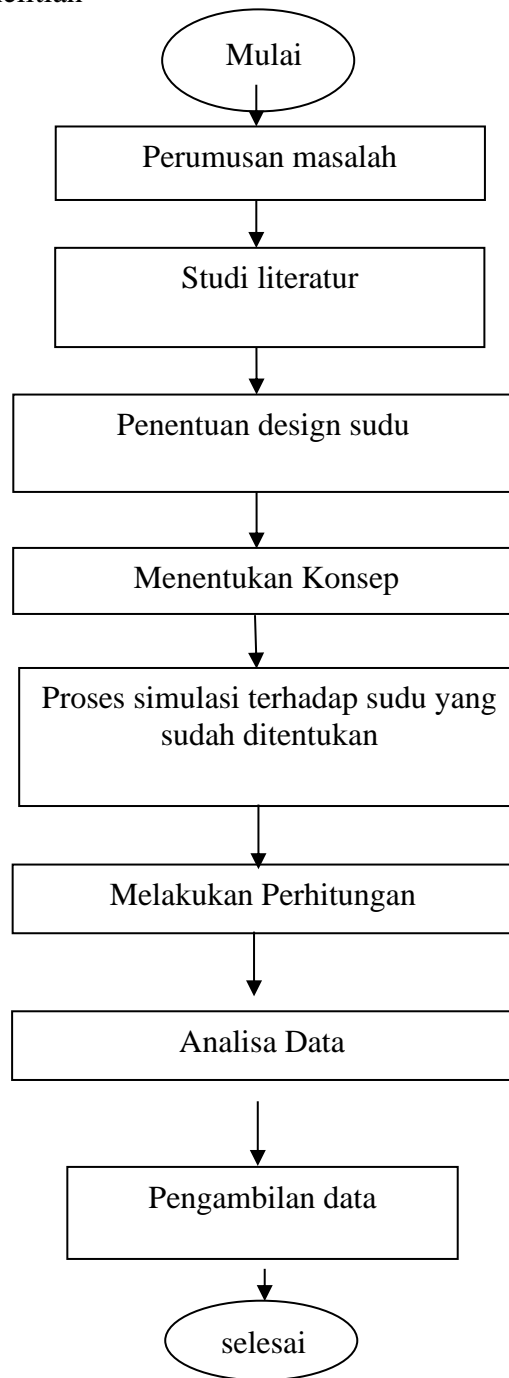 Mulai
Perumusan masalah
Studi literatur
Penentuan design sudu
Menentukan Konsep
Proses simulasi terhadap sudu yang
sudah ditentukan
Melakukan Perhitungan
Analisa Data
Pengambilan data
selesai